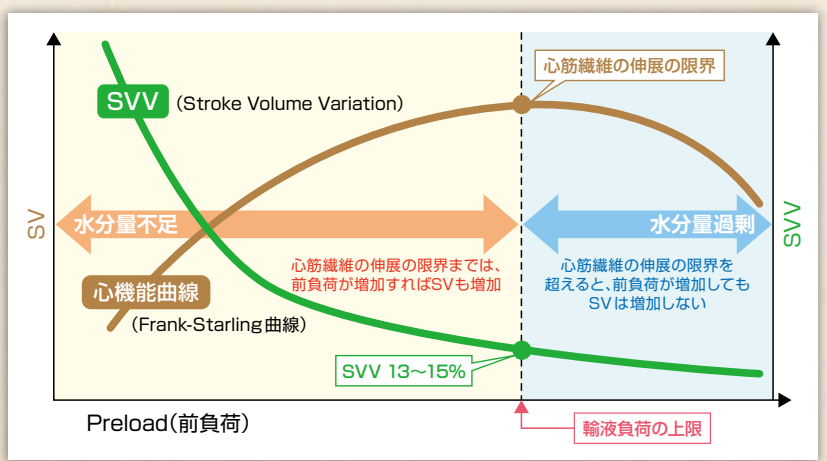 心筋繊維の伸展の限界
SVV (Stroke Volume Variation)
SV
水分量不足
水分量過剰
SVV
心筋繊維の伸展の限界までは、
前負荷が増加すればSVも増加
心筋繊維の伸展の限界を
超えると、前負荷が増加しても
SVは増加しない
心機能曲線
(Frank-Starling曲線)
SVV 13〜15%
Preload(前負荷)
輸液負荷の上限